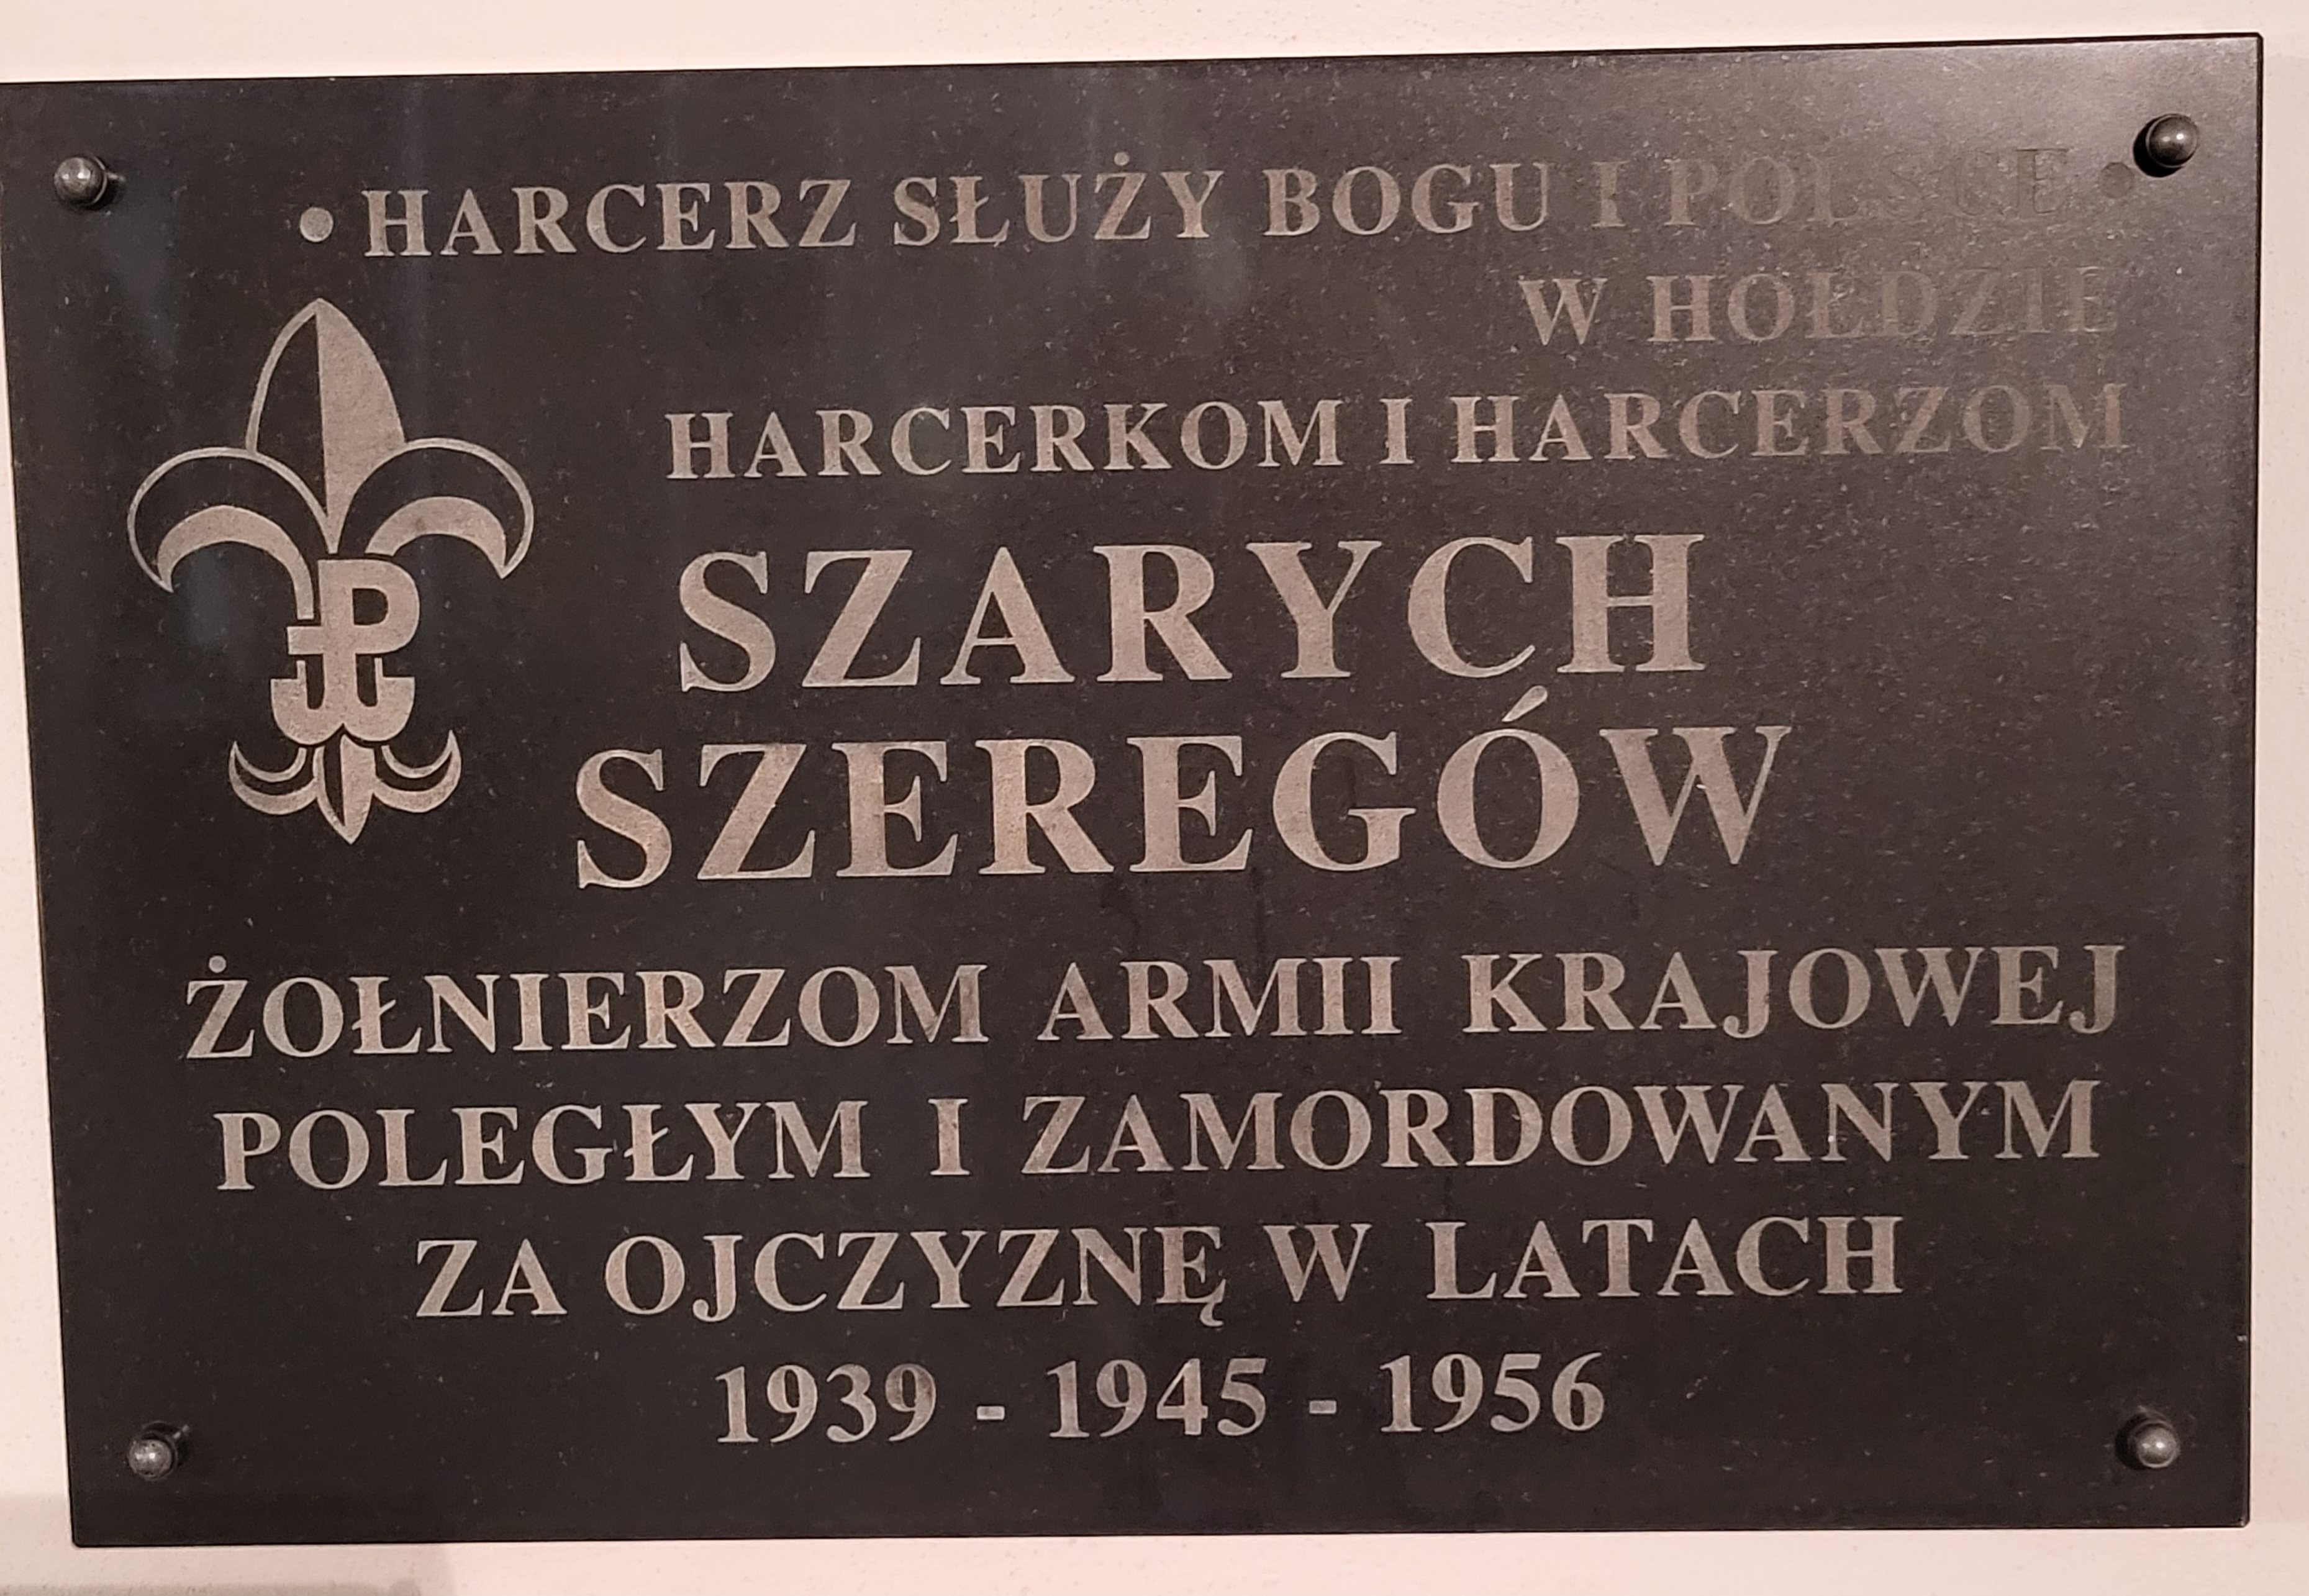 • HARCERZ SŁUŻY BOGU I POLSCE •
W HOŁDZIE
HARCERKOM I HARCERZOM
SZARYCH
SZEREGÓW
ŻOŁNIERZOM ARMII KRAJOWEJ
POLEGŁYM I ZAMORDOWANYM
ZA OJCZYZNĘ W LATACH
1939 - 1945 - 1956